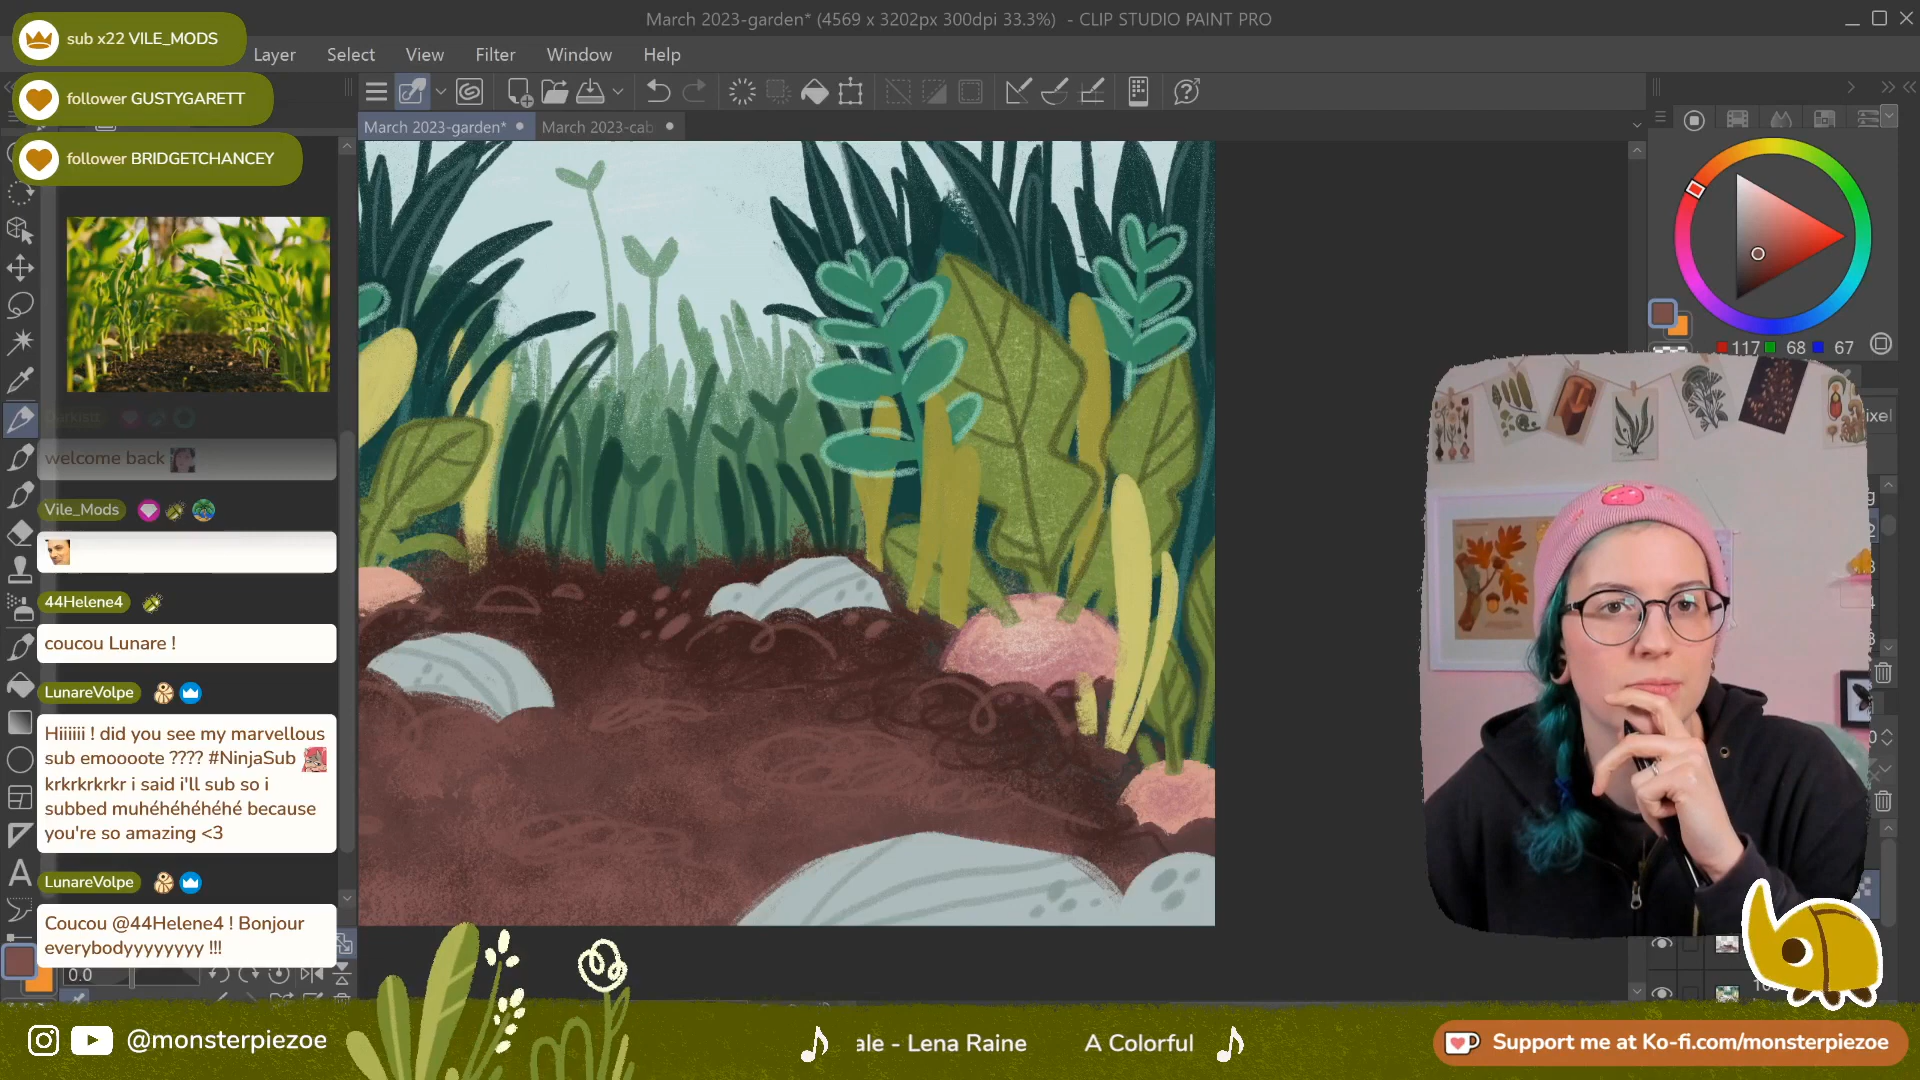 March 2023-garden* (4569 x 3202px 300dpi 33.3%) - CLIP STUDIO PAINT PRO
sub x22 VILE_MODS
Layer Select View Filter Window Help
follower GUSTYGARETT
March 2023-garden* March 2023-cab
follower BRIDGETCHANCEY
117 68 67
welcome back
Vile_Mods
44Helene4
coucou Lunare !
LunareVolpe
Hiiiiii ! did you see my marvellous
sub emoooote ???? #NinjaSub
krkrkrkrkr i said i'll sub so i
subbed muhéhéhéhéhé because
you're so amazing <3
LunareVolpe
Coucou @44Helene4 ! Bonjour
everybodyyyyyyyy !!!
0.0
@monsterpiezoe
ale - Lena Raine A Colorful
Support me at Ko-fi.com/monsterpiezoe